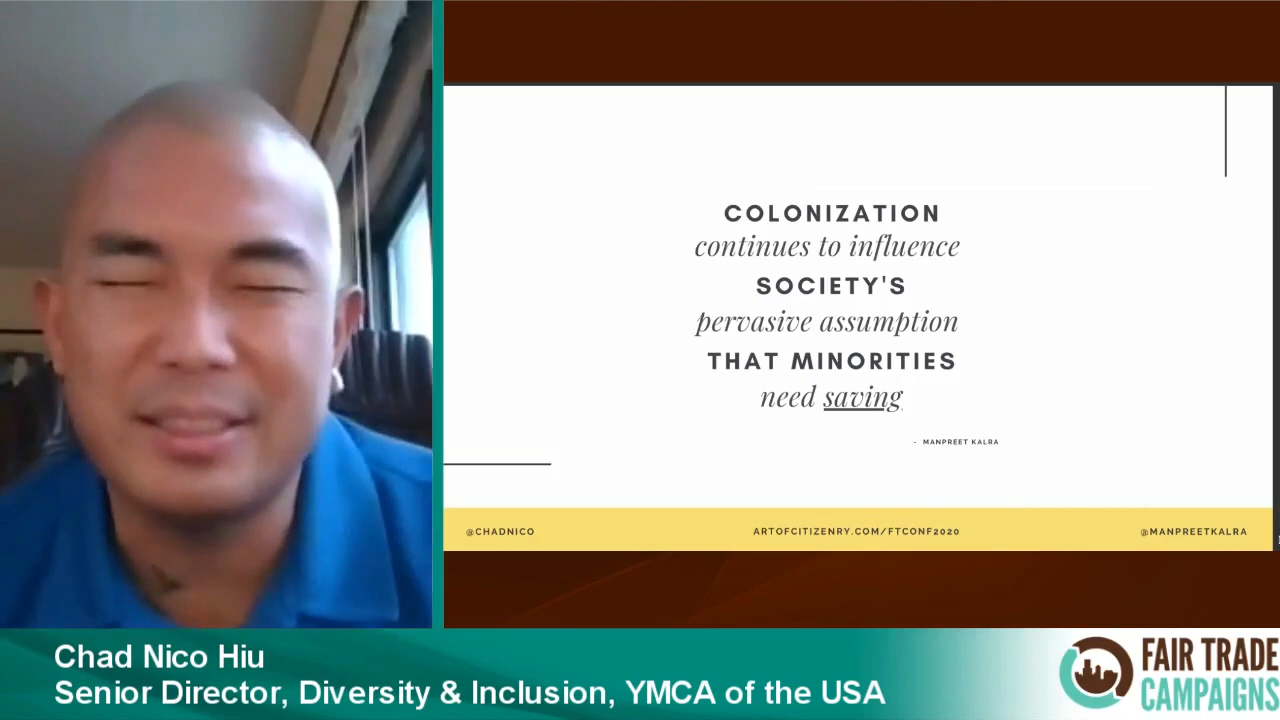 COLONIZATION
continues to influence
SOCIETY'S
pervasive assumption
THAT MINORITIES
need saving
- MANPREET KALRA
@CHADNICO
ARTOFCITIZENRY.COM/FTCONF2020
@MANPREETKALRA
Chad Nico Hiu
Senior Director, Diversity & Inclusion, YMCA of the USA
FAIR TRADE
CAMPAIGNS